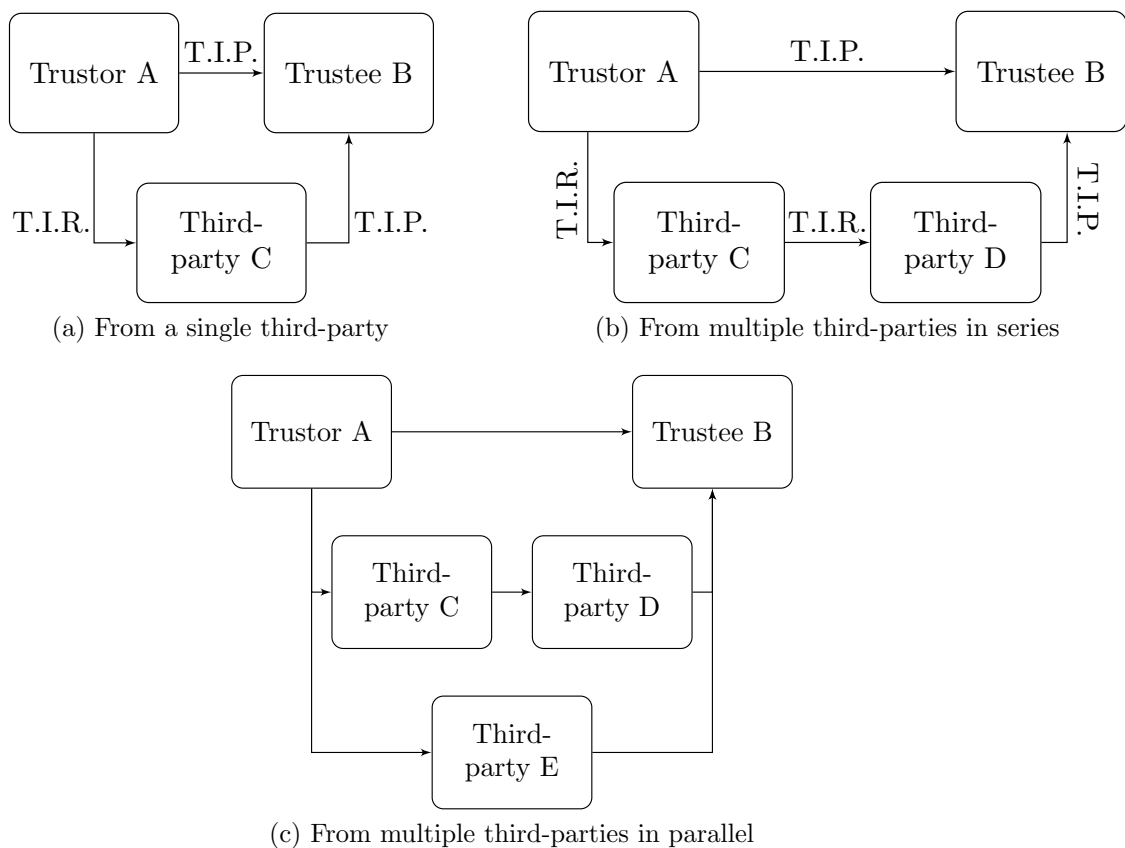 T.I.P.
Trustor A
Trustee B
T.I.R.
Third-
party C
T.I.P.
(a) From a single third-party
T.I.P.
Trustor A
Trustee B
T.I.R.
Third-
party C
T.I.R.
Third-
party D
T.I.P.
(b) From multiple third-parties in series
Trustor A
Trustee B
Third-
party C
Third-
party D
Third-
party E
(c) From multiple third-parties in parallel